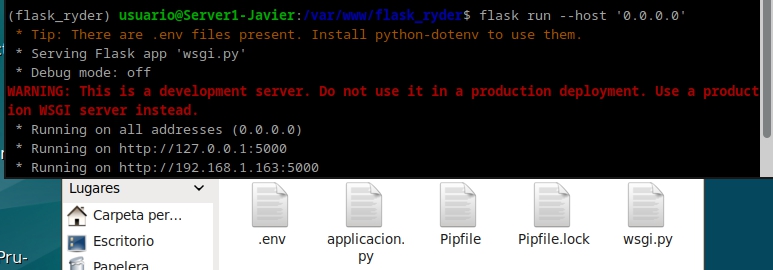 (flask_ryder) usuario@Server1-Javier:/var/www/flask_ryder$ flask run --host '0.0.0.0'
* Tip: There are .env files present. Install python-dotenv to use them.
* Serving Flask app 'wsgi.py'
* Debug mode: off
WARNING: This is a development server. Do not use it in a production deployment. Use a product
ion WSGI server instead.
* Running on all addresses (0.0.0.0)
* Running on http://127.0.0.1:5000
* Running on http://192.168.1.163:5000
Lugares
Carpeta per...
Escritorio
Papelera
.env
applicacion.
py
Pipfile
Pipfile.lock
wsgi.py
Pru-